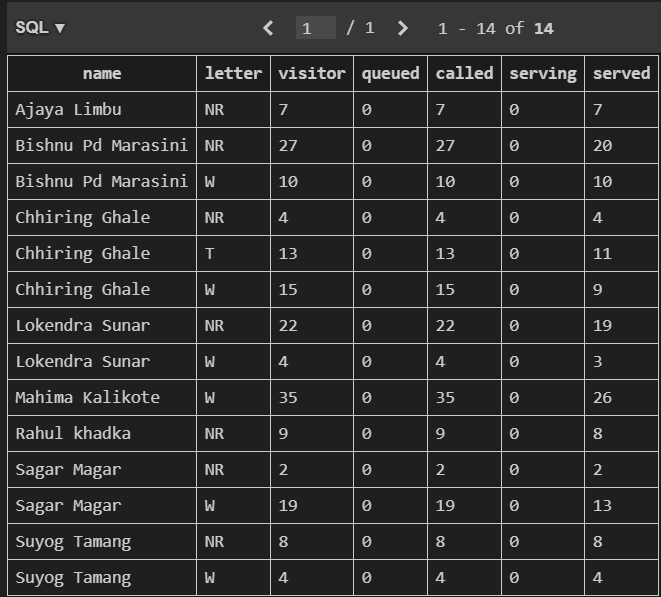 SQL ▼ < 1 / 1 > 1 - 14 of 14
name letter visitor queued called serving served
Ajaya Limbu NR 7 0 7 0 7
Bishnu Pd Marasini NR 27 0 27 0 20
Bishnu Pd Marasini W 10 0 10 0 10
Chhiring Ghale NR 4 0 4 0 4
Chhiring Ghale T 13 0 13 0 11
Chhiring Ghale W 15 0 15 0 9
Lokendra Sunar NR 22 0 22 0 19
Lokendra Sunar W 4 0 4 0 3
Mahima Kalikote W 35 0 35 0 26
Rahul khadka NR 9 0 9 0 8
Sagar Magar NR 2 0 2 0 2
Sagar Magar W 19 0 19 0 13
Suyog Tamang NR 8 0 8 0 8
Suyog Tamang W 4 0 4 0 4